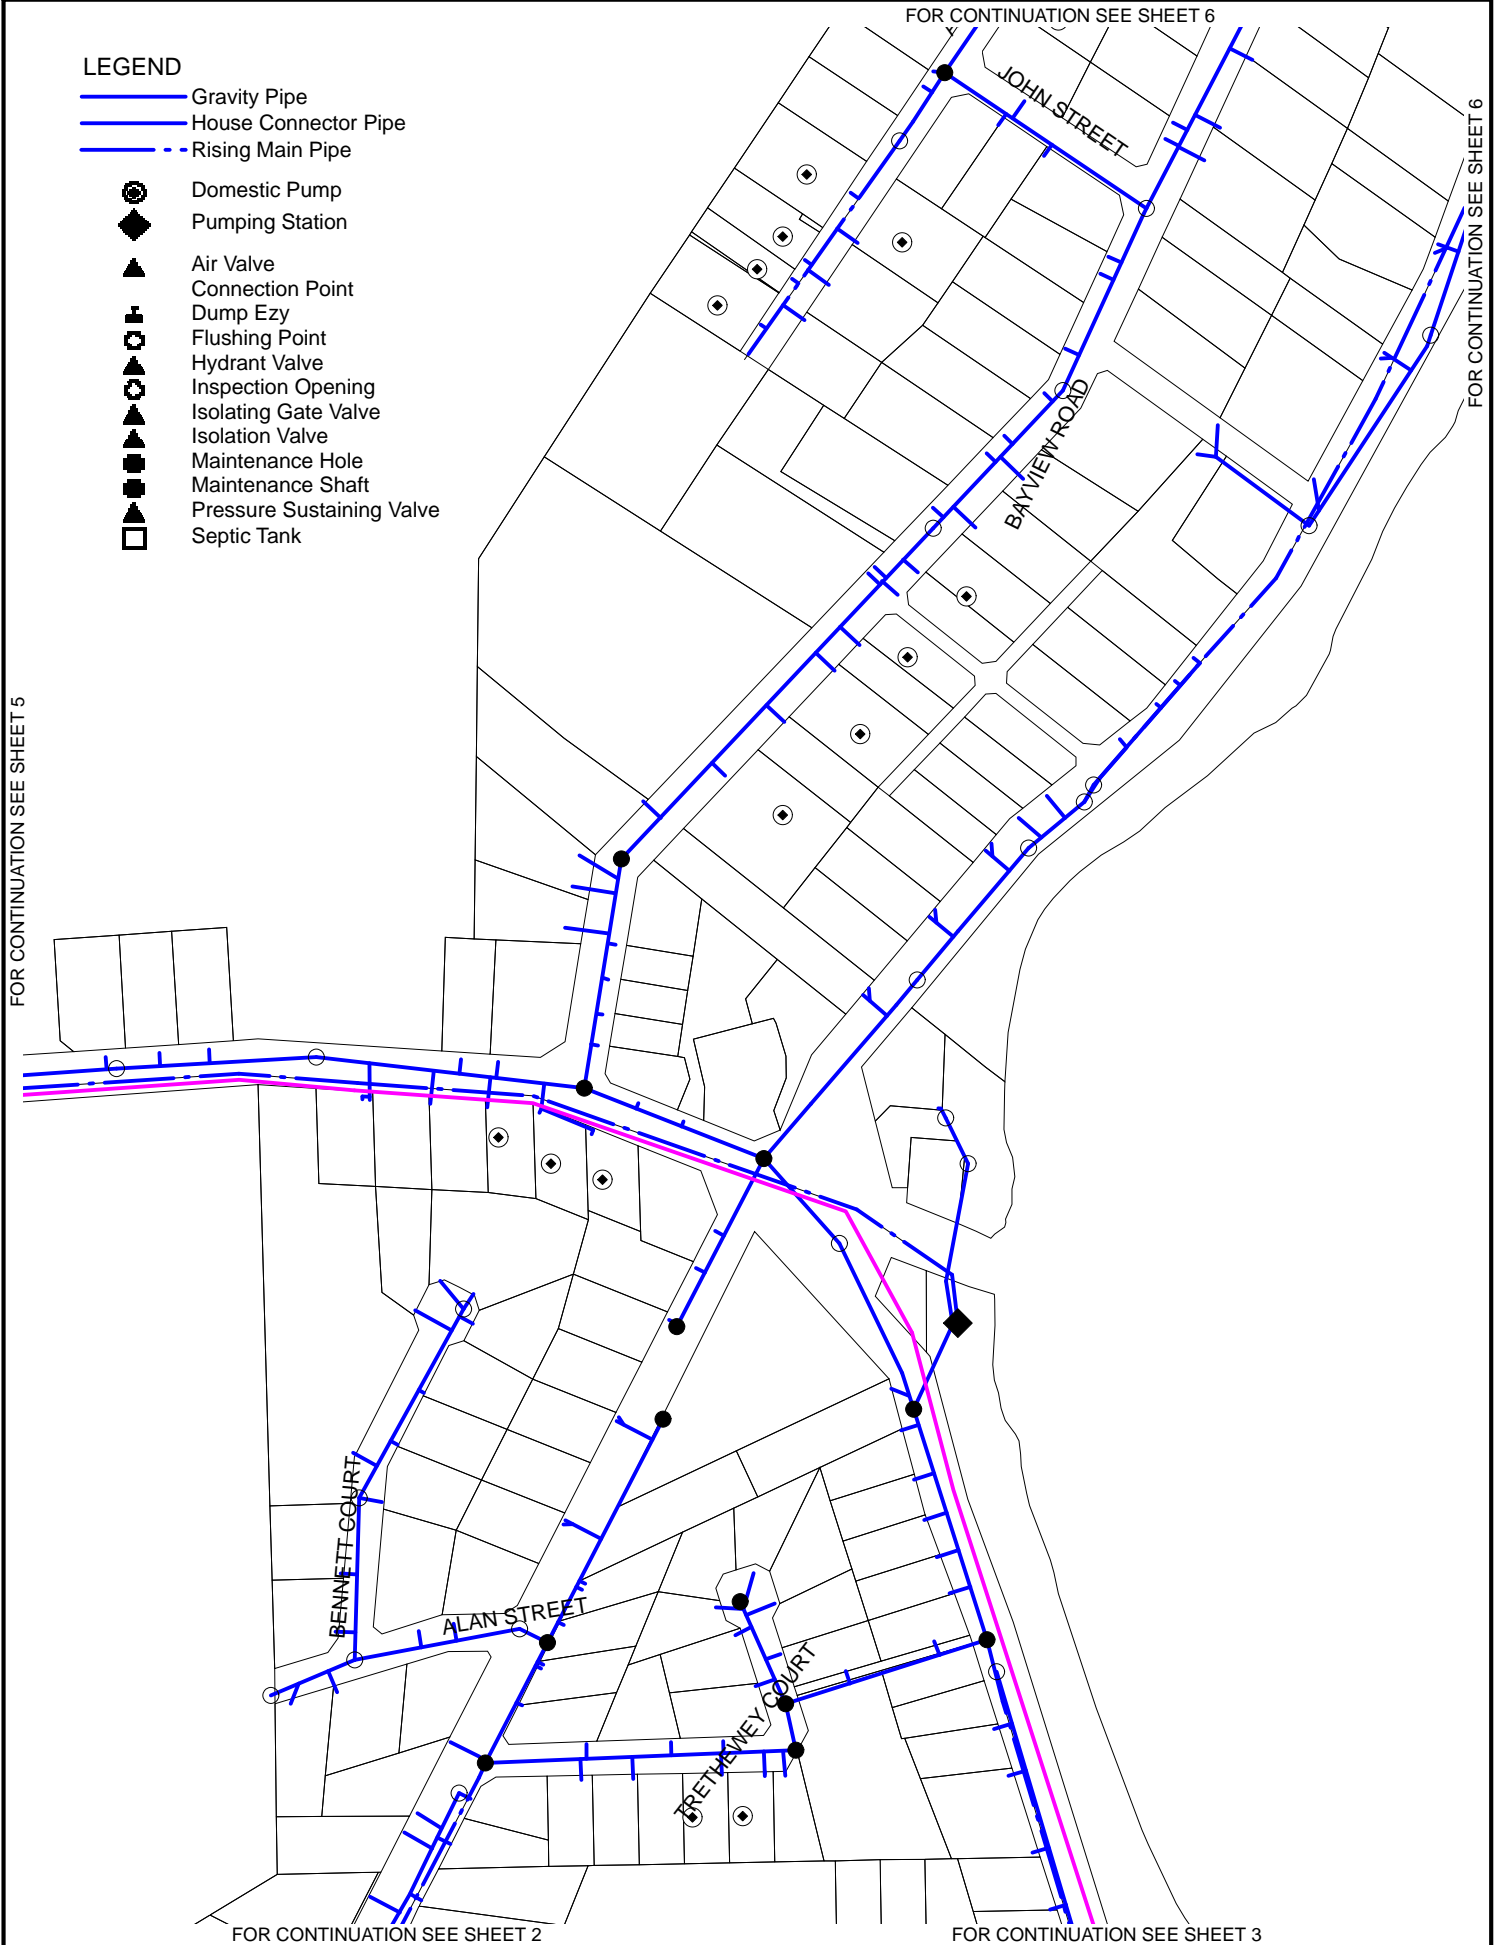 FOR CONTINUATION SEE SHEET 6
LEGEND
Gravity Pipe
House Connector Pipe
Rising Main Pipe
Domestic Pump
Pumping Station
Air Valve
Connection Point
Dump Ezy
Flushing Point
Hydrant Valve
Inspection Opening
Isolating Gate Valve
Isolation Valve
Maintenance Hole
Maintenance Shaft
Pressure Sustaining Valve
Septic Tank
JOHN STREET
FOR CONTINUATION SEE SHEET 6
BAYVIEW ROAD
FOR CONTINUATION SEE SHEET 5
BENNETT COURT
ALAN STREET
TRETHEWEY COURT
FOR CONTINUATION SEE SHEET 2
FOR CONTINUATION SEE SHEET 3